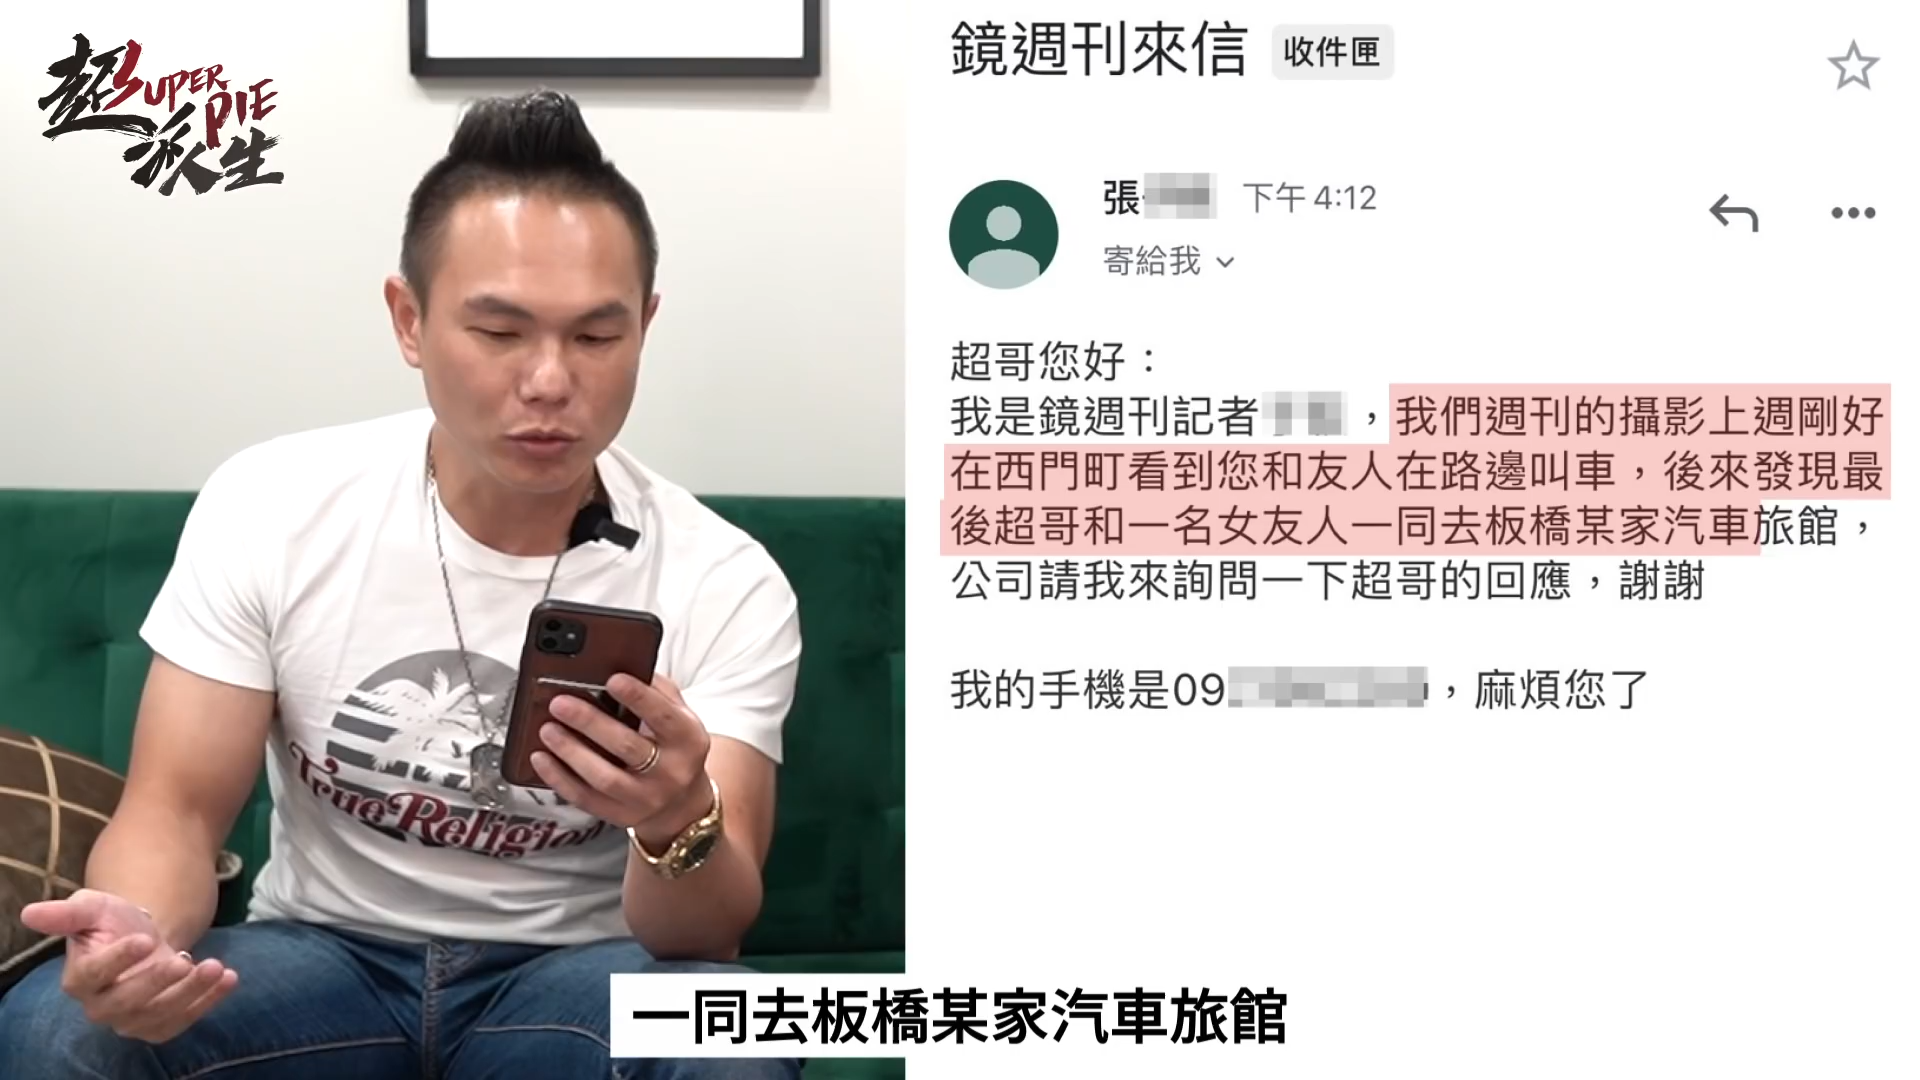 超派人生
SUPER PIE
True Religion
鏡週刊來信 收件匣
張 下午 4:12
寄給我
超哥您好：
我是鏡週刊記者 ，我們週刊的攝影上週剛好
在西門町看到您和友人在路邊叫車，後來發現最
後超哥和一名女友人一同去板橋某家汽車旅館，
公司請我來詢問一下超哥的回應，謝謝
我的手機是09 ，麻煩您了
一同去板橋某家汽車旅館